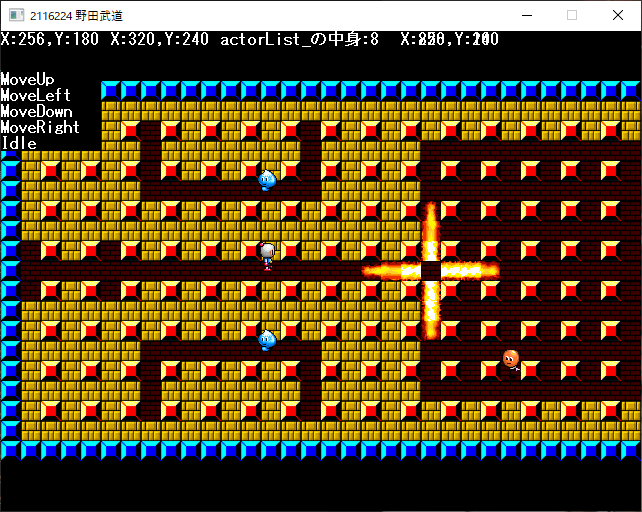 2116224 野田武道
X:256,Y:180 X:320,Y:240 actorList_の中身:8
MoveUp
MoveLeft
MoveDown
MoveRight
Idle